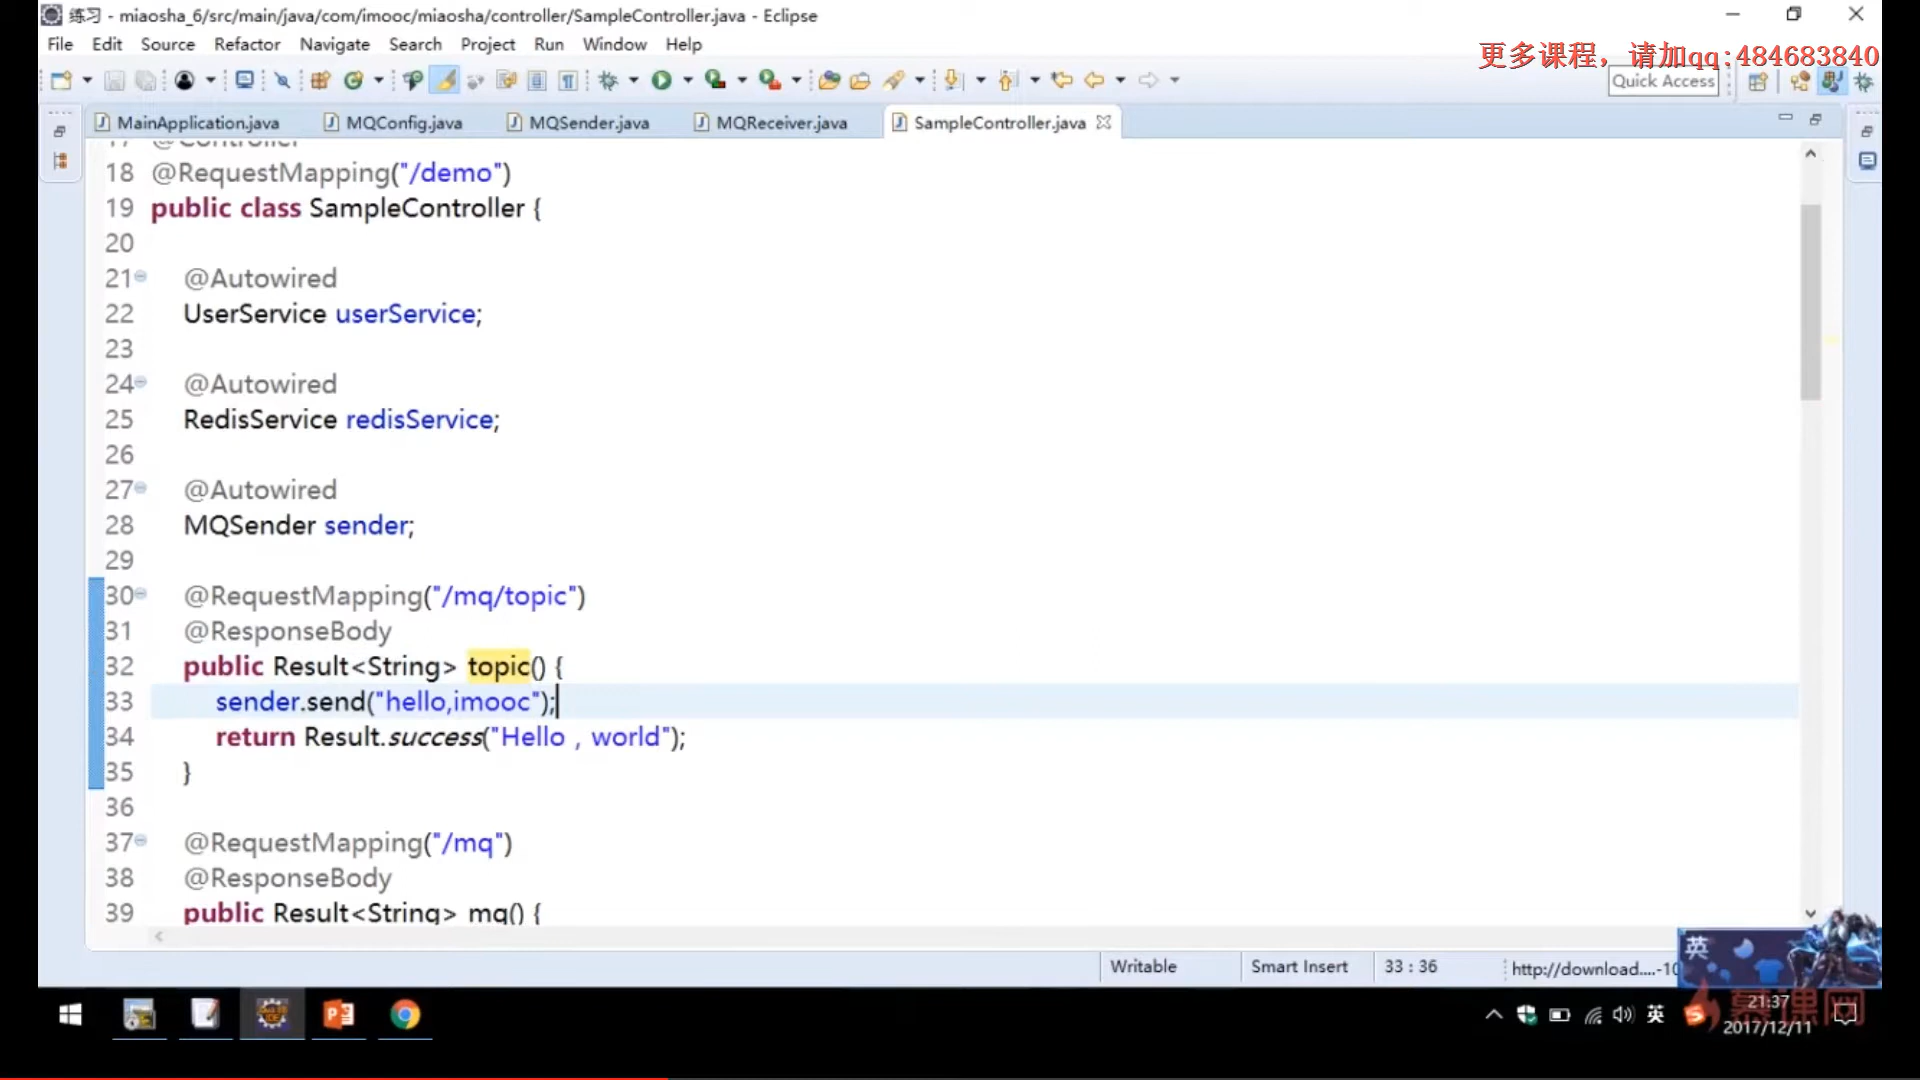 练习 - miaosha_6/src/main/java/com/imooc/miaosha/controller/SampleController.java - Eclipse
File Edit Source Refactor Navigate Search Project Run Window Help
更多课程，请加qq:484683840
Quick Access
MainApplication.java MQConfig.java MQSender.java MQReceiver.java SampleController.java
17 @Controller
18 @RequestMapping("/demo")
19 public class SampleController {
20
21 @Autowired
22 UserService userService;
23
24 @Autowired
25 RedisService redisService;
26
27 @Autowired
28 MQSender sender;
29
30 @RequestMapping("/mq/topic")
31 @ResponseBody
32 public Result<String> topic() {
33 sender.send("hello,imooc");
34 return Result.success("Hello，world");
35 }
36
37 @RequestMapping("/mq")
38 @ResponseBody
39 public Result<String> mq() {
英
Writable Smart Insert 33 : 36 http://download....-10
英 21:37
慕课网
2017/12/11